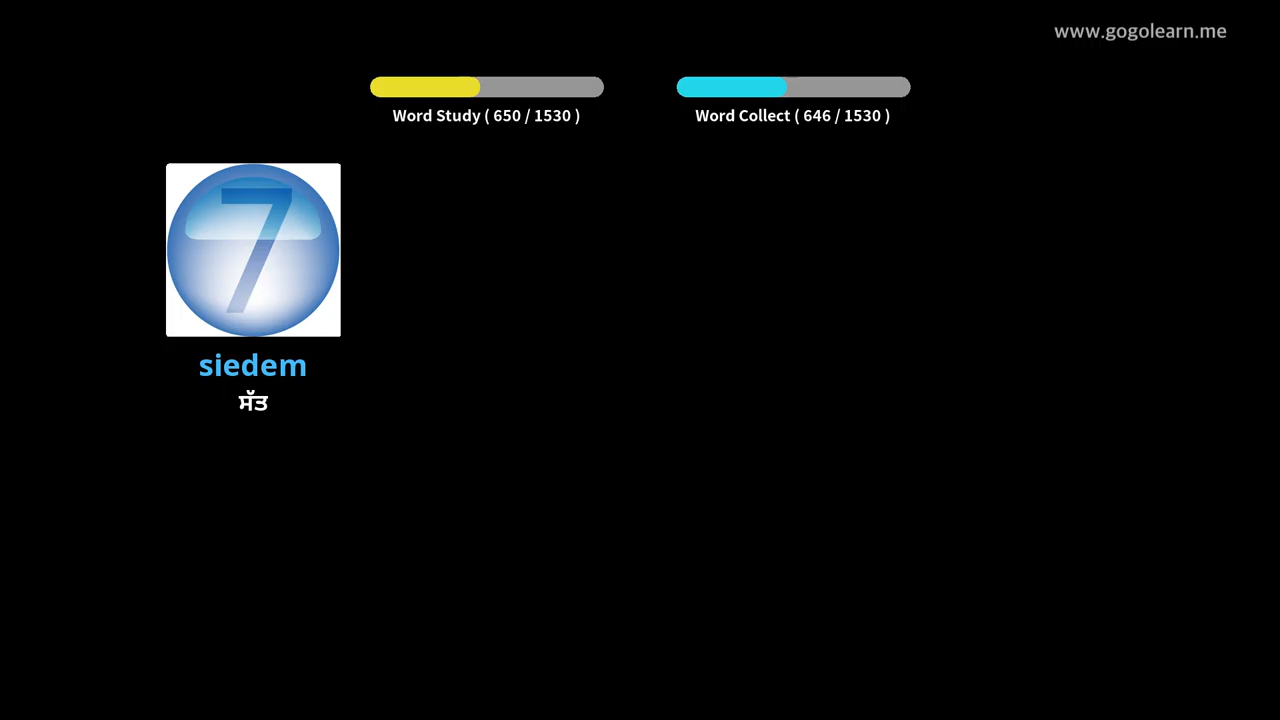 www.gogolearn.me
Word Study ( 650 / 1530 )
Word Collect ( 646 / 1530 )
7
siedem
ਸੱਤ